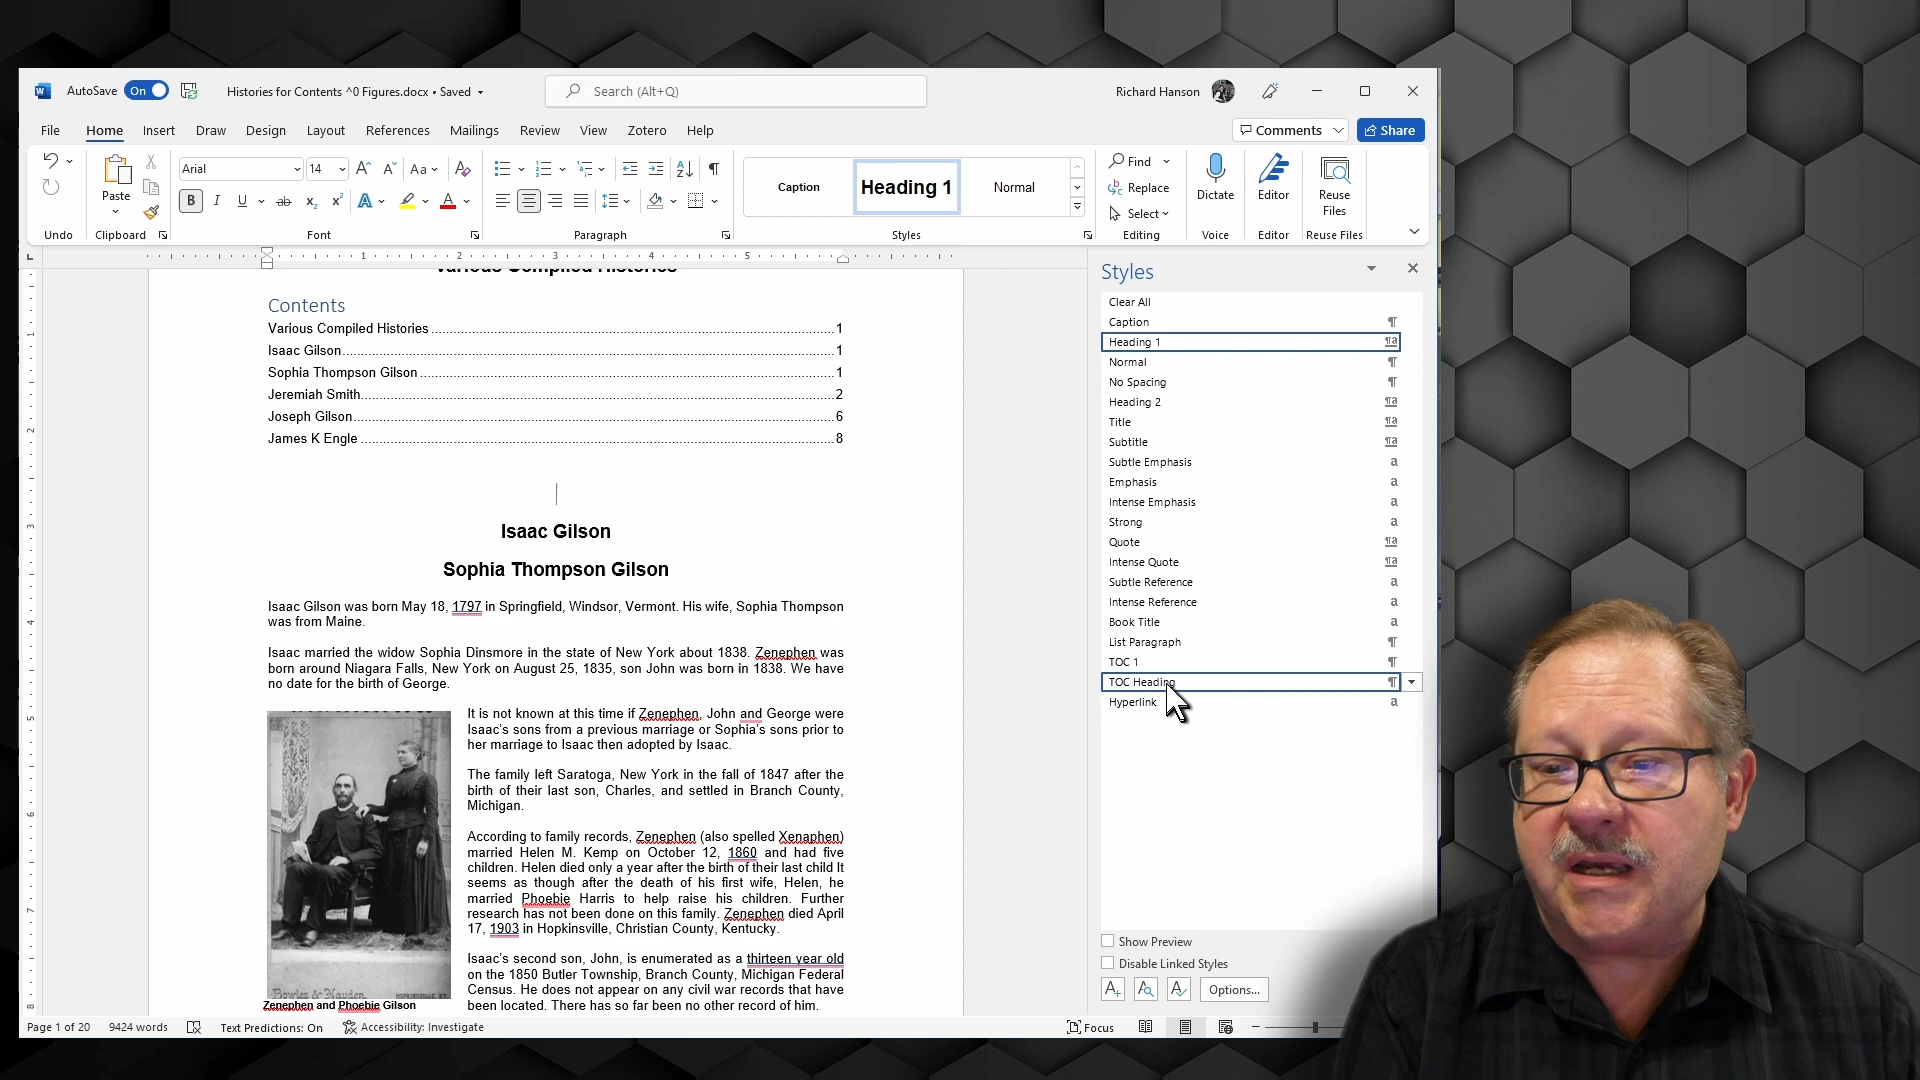 AutoSave On Histories for Contents ^0 Figures.docx • Saved Search (Alt+Q) Richard Hanson
File Home Insert Draw Design Layout References Mailings Review View Zotero Help Comments Share
Paste
Arial 14 Aa
B I U ab x₂ x² A A
Caption Heading 1 Normal
Find
Replace
Select
Dictate Editor Reuse
Files
Undo Clipboard Font Paragraph Styles Editing Voice Editor Reuse Files
1 2 3 4 5
Various Compiled Histories
Contents
Various Compiled Histories 1
Isaac Gilson 1
Sophia Thompson Gilson 1
Jeremiah Smith 2
Joseph Gilson 6
James K Engle 8
Isaac Gilson
Sophia Thompson Gilson
Isaac Gilson was born May 18, 1797 in Springfield, Windsor, Vermont. His wife, Sophia Thompson
was from Maine.
Isaac married the widow Sophia Dinsmore in the state of New York about 1838. Zenephen was
born around Niagara Falls, New York on August 25, 1835, son John was born in 1838. We have
no date for the birth of George.
It is not known at this time if Zenephen, John and George were
Isaac's sons from a previous marriage or Sophia's sons prior to
her marriage to Isaac then adopted by Isaac.
The family left Saratoga, New York in the fall of 1847 after the
birth of their last son, Charles, and settled in Branch County,
Michigan.
According to family records, Zenephen (also spelled Xenaphen)
married Helen M. Kemp on October 12, 1860 and had five
children. Helen died only a year after the birth of their last child It
seems as though after the death of his first wife, Helen, he
married Phoebie Harris to help raise his children. Further
research has not been done on this family. Zenephen died April
17, 1903 in Hopkinsville, Christian County, Kentucky.
Isaac's second son, John, is enumerated as a thirteen year old
on the 1850 Butler Township, Branch County, Michigan Federal
Census. He does not appear on any civil war records that have
been located. There has so far been no other record of him.
Bowles & Hayden HOPKINSVILLE, KY.
Zenephen and Phoebie Gilson
Styles
Clear All
Caption
Heading 1
Normal
No Spacing
Heading 2
Title
Subtitle
Subtle Emphasis
Emphasis
Intense Emphasis
Strong
Quote
Intense Quote
Subtle Reference
Intense Reference
Book Title
List Paragraph
TOC 1
TOC Heading
Hyperlink
Show Preview
Disable Linked Styles
Options...
Page 1 of 20 9424 words Text Predictions: On Accessibility: Investigate Focus